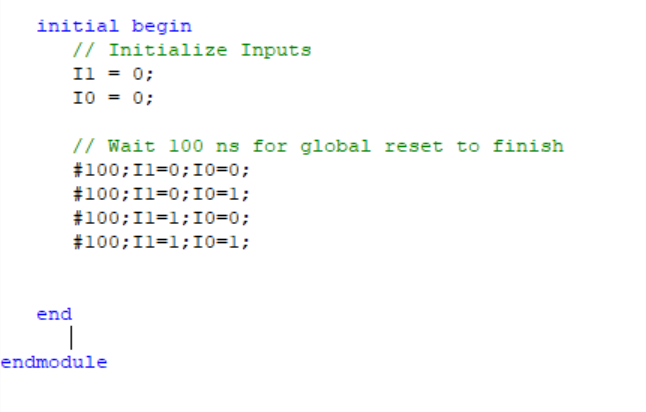 initial begin
// Initialize Inputs
I1 = 0;
I0 = 0;
// Wait 100 ns for global reset to finish
#100;I1=0;I0=0;
#100;I1=0;I0=1;
#100;I1=1;I0=0;
#100;I1=1;I0=1;
end
endmodule